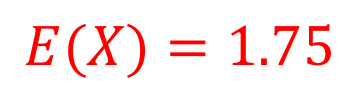 E(X) = 1.75